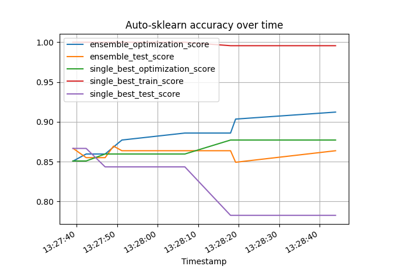 Auto-sklearn accuracy over time
ensemble_optimization_score
ensemble_test_score
single_best_optimization_score
single_best_train_score
single_best_test_score
1.00
0.95
0.90
0.85
0.80
13:27:40
13:27:50
13:28:00
13:28:10
13:28:20
13:28:30
13:28:40
Timestamp